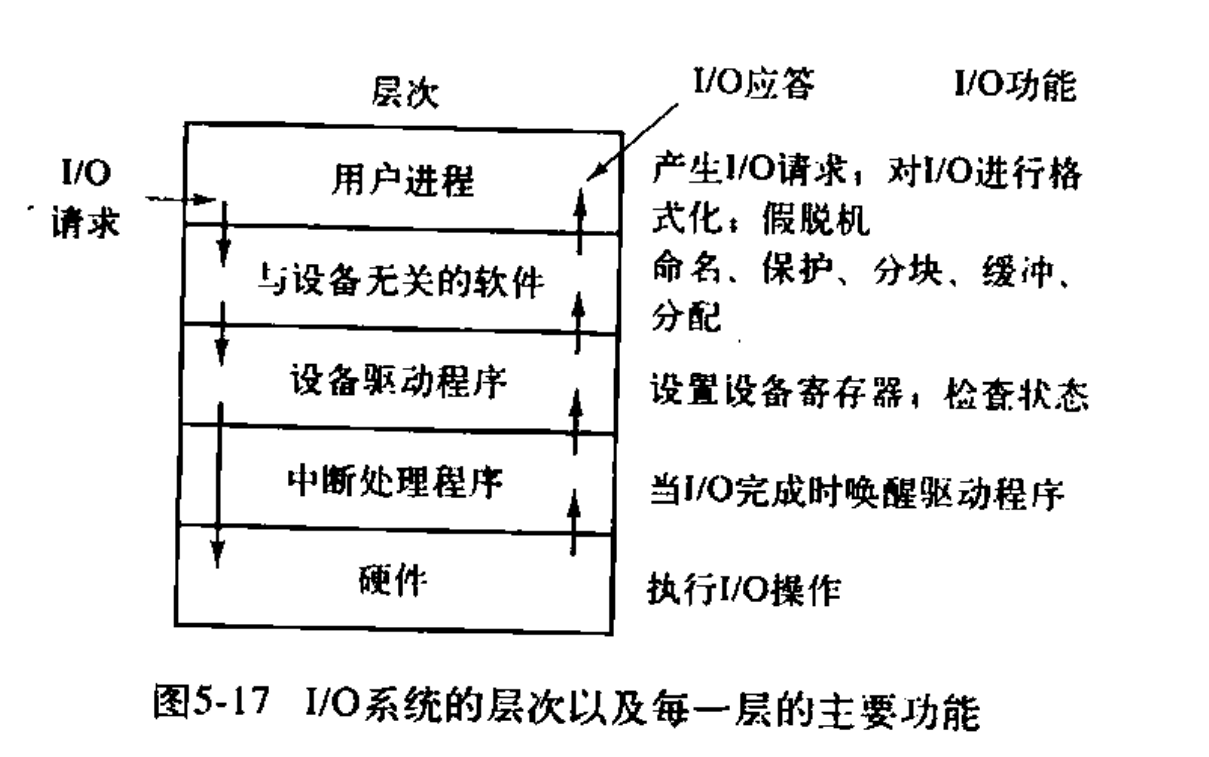 层次
I/O应答
I/O功能
I/O
请求
用户进程
产生I/O请求；对I/O进行格
式化；假脱机
与设备无关的软件
命名、保护、分块、缓冲、
分配
设备驱动程序
设置设备寄存器；检查状态
中断处理程序
当I/O完成时唤醒驱动程序
硬件
执行I/O操作
图5-17 I/O系统的层次以及每一层的主要功能